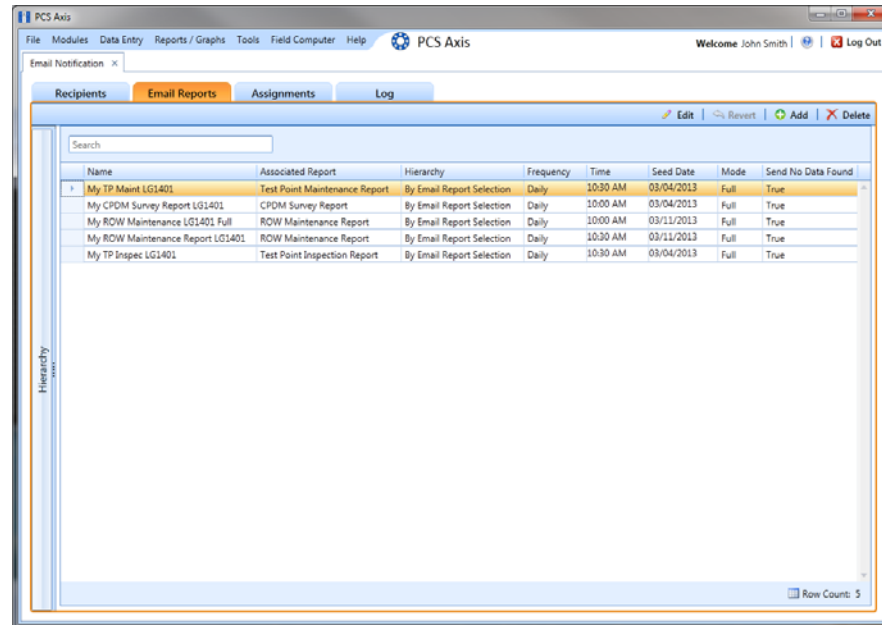 PCS Axis
File Modules Data Entry Reports / Graphs Tools Field Computer Help PCS Axis Welcome John Smith | Log Out
Email Notification ×
Recipients Email Reports Assignments Log
Edit | Revert | Add | Delete
Search
Name Associated Report Hierarchy Frequency Time Seed Date Mode Send No Data Found
My TP Maint LG1401 Test Point Maintenance Report By Email Report Selection Daily 10:30 AM 03/04/2013 Full True
My CPDM Survey Report LG1401 CPDM Survey Report By Email Report Selection Daily 10:00 AM 03/04/2013 Full True
My ROW Maintenance LG1401 Full ROW Maintenance Report By Email Report Selection Daily 10:00 AM 03/11/2013 Full True
My ROW Maintenance Report LG1401 ROW Maintenance Report By Email Report Selection Daily 10:30 AM 03/11/2013 Full True
My TP Inspec LG1401 Test Point Inspection Report By Email Report Selection Daily 10:30 AM 03/04/2013 Full True
Hierarchy
Row Count: 5